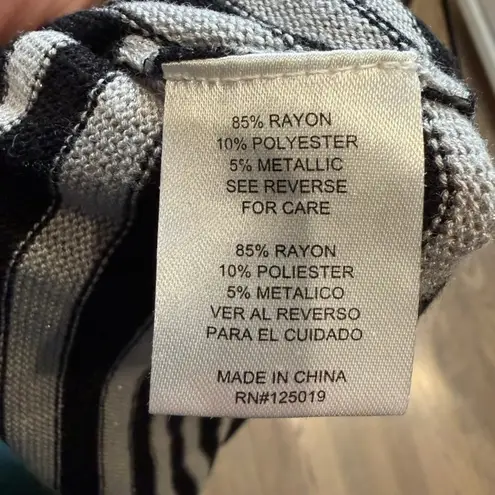 85% RAYON
10% POLYESTER
5% METALLIC
SEE REVERSE
FOR CARE
85% RAYON
10% POLIESTER
5% METALICO
VER AL REVERSO
PARA EL CUIDADO
MADE IN CHINA
RN#125019